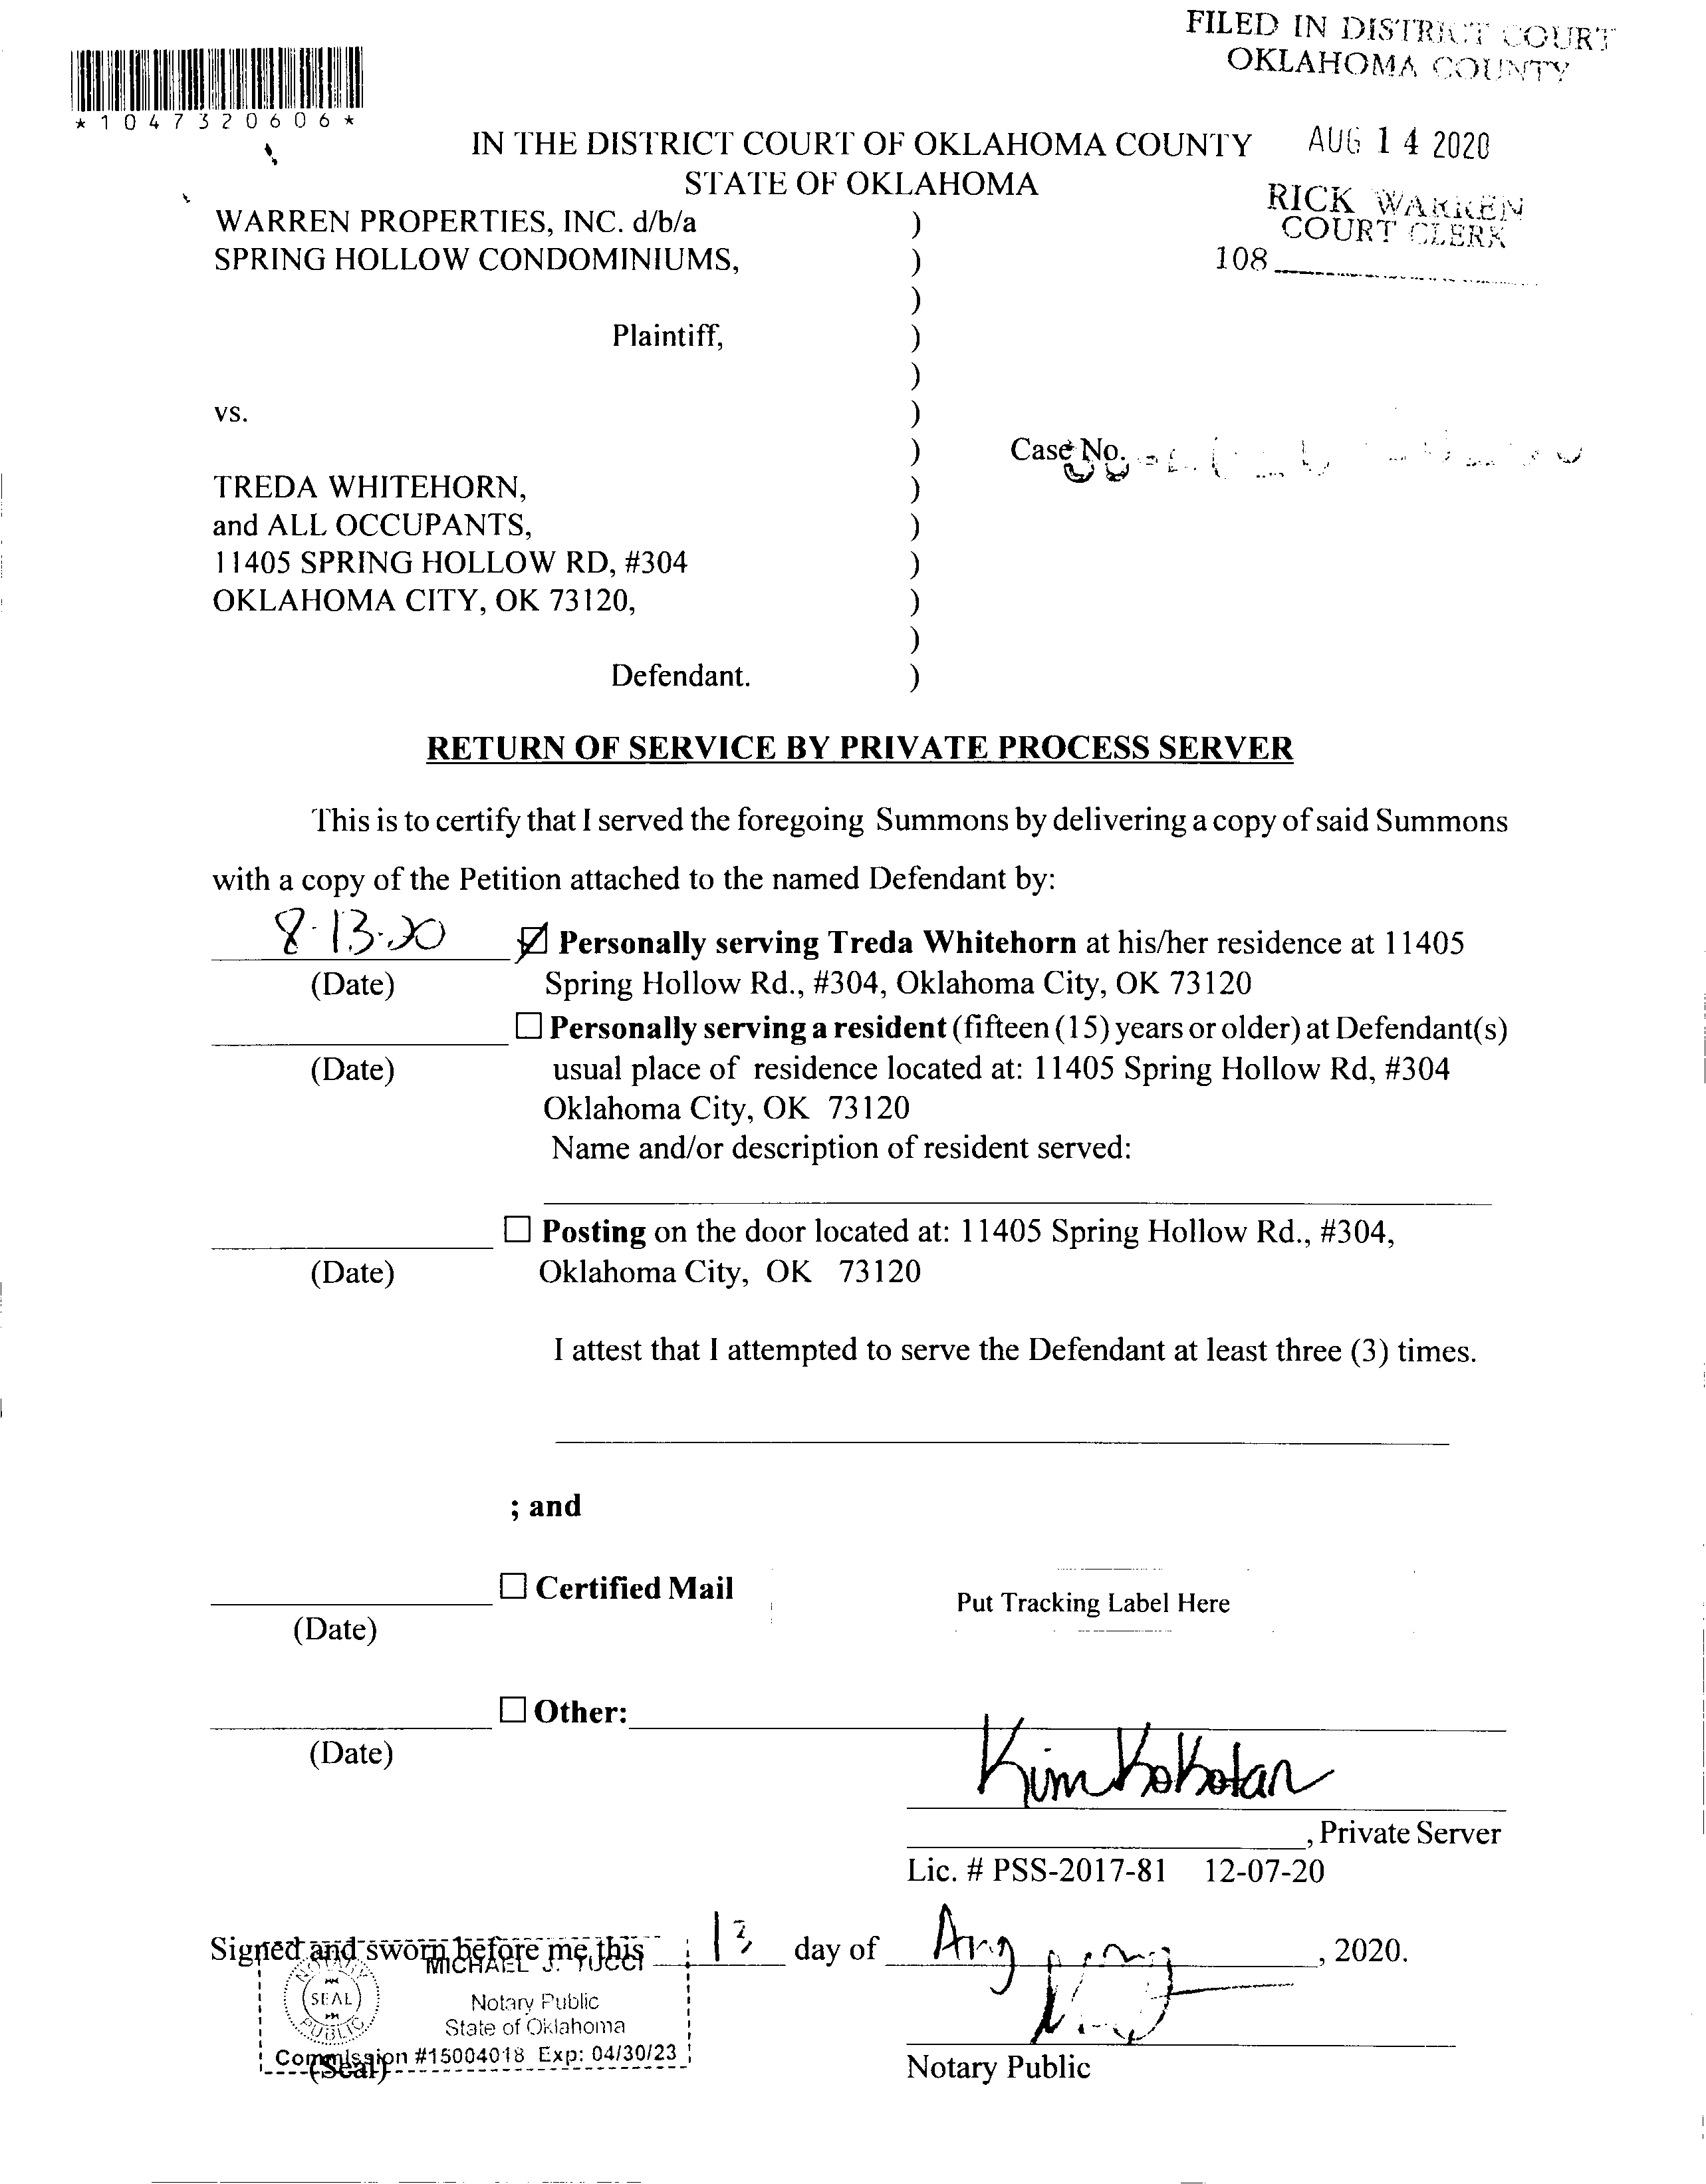 FILED IN DISTRICT COURT
OKLAHOMA COUNTY
*1047320606*
IN THE DISTRICT COURT OF OKLAHOMA COUNTY
AUG 14 2020
STATE OF OKLAHOMA
RICK WARREN
COURT CLERK
108
WARREN PROPERTIES, INC. d/b/a )
SPRING HOLLOW CONDOMINIUMS, )
)
Plaintiff, )
)
vs. )
) Case No.
TREDA WHITEHORN, )
and ALL OCCUPANTS, )
11405 SPRING HOLLOW RD, #304 )
OKLAHOMA CITY, OK 73120, )
)
Defendant. )
RETURN OF SERVICE BY PRIVATE PROCESS SERVER
This is to certify that I served the foregoing Summons by delivering a copy of said Summons
with a copy of the Petition attached to the named Defendant by:
8-13-20 Personally serving Treda Whitehorn at his/her residence at 11405
(Date) Spring Hollow Rd., #304, Oklahoma City, OK 73120
☐ Personally serving a resident (fifteen (15) years or older) at Defendant(s)
(Date) usual place of residence located at: 11405 Spring Hollow Rd, #304
Oklahoma City, OK 73120
Name and/or description of resident served:
☐ Posting on the door located at: 11405 Spring Hollow Rd., #304,
(Date) Oklahoma City, OK 73120
I attest that I attempted to serve the Defendant at least three (3) times.
; and
☐ Certified Mail
Put Tracking Label Here
(Date)
☐ Other:
(Date)
Kim Kokotan
, Private Server
Lic. # PSS-2017-81 12-07-20
Signed and sworn before me this 13 day of Aug, 2020.
MICHAEL J. TUCCI
NOTARY
SEAL
PUBLIC
Notary Public
State of Oklahoma
Commission #15004018 Exp: 04/30/23
(Seal)
Notary Public